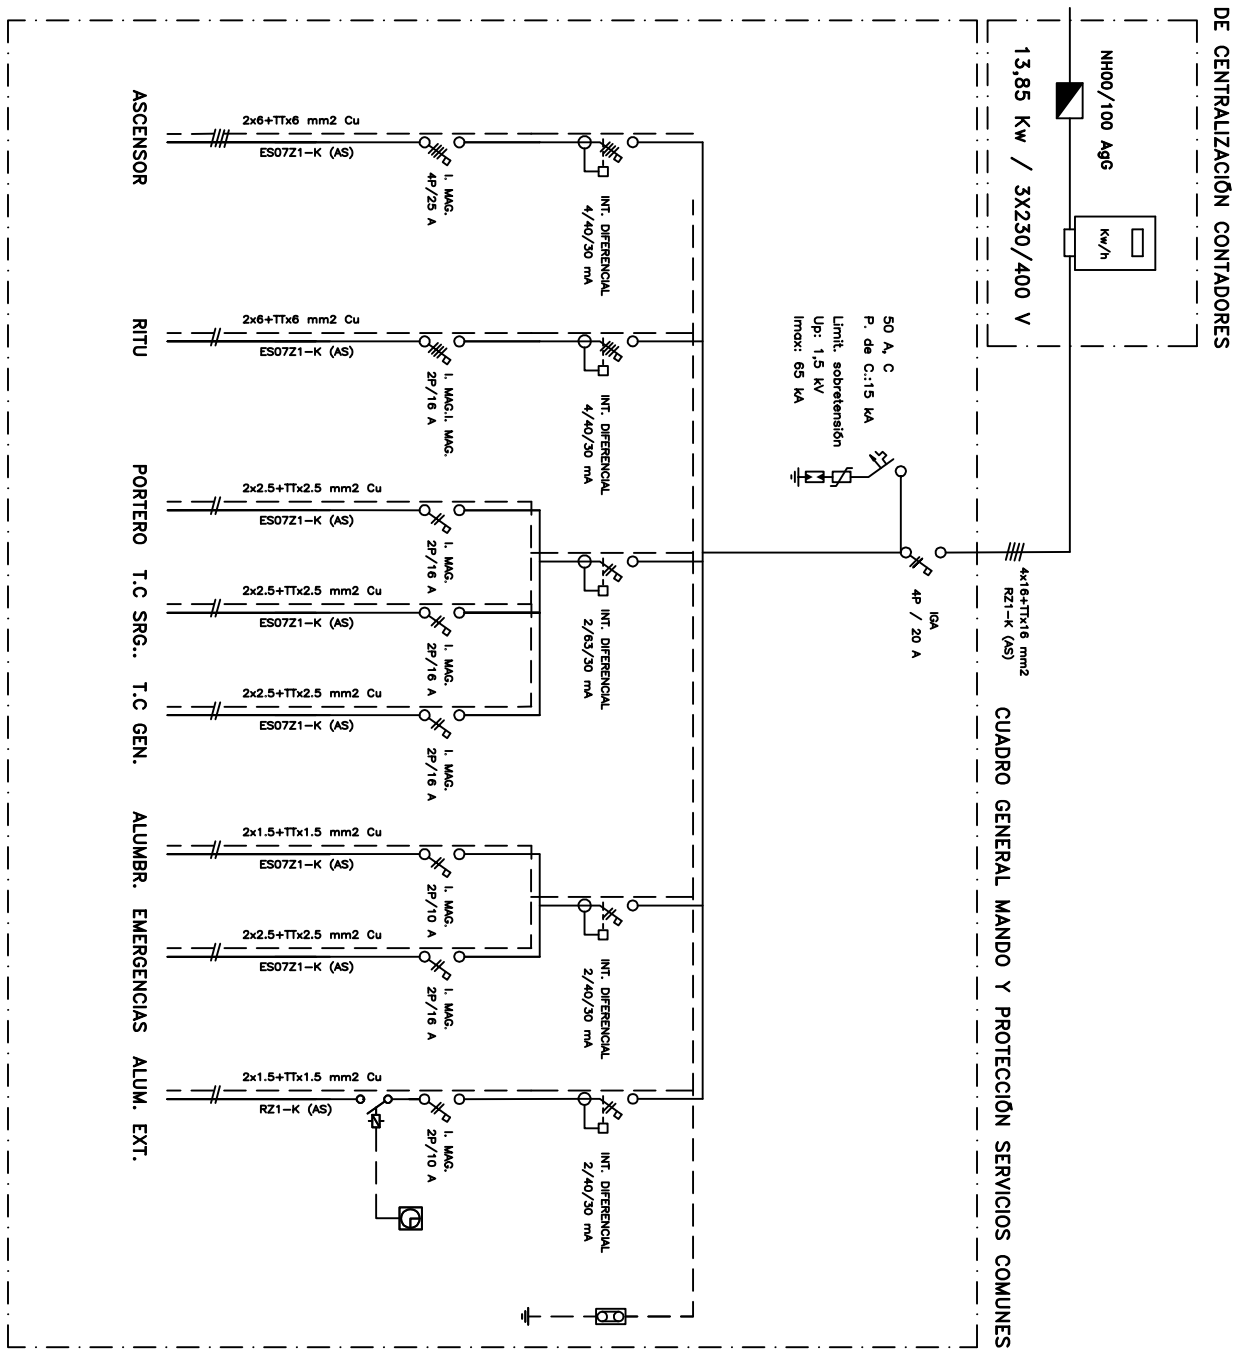 DE CENTRALIZACIÓN CONTADORES
NH00/100 AgG
Kw/h
13,85 Kw / 3X230/400 V
4x16+TTx16 mm2
RZ1-K (AS)
CUADRO GENERAL MANDO Y PROTECCIÓN SERVICIOS COMUNES
IGA
4P / 20 A
50 A, C
P. de C.:15 kA
Limit. sobretensión
Up: 1,5 kV
Imax: 65 kA
INT. DIFERENCIAL
4/40/30 mA
INT. DIFERENCIAL
4/40/30 mA
INT. DIFERENCIAL
2/63/30 mA
INT. DIFERENCIAL
2/40/30 mA
INT. DIFERENCIAL
2/40/30 mA
I. MAG.
4P/25 A
I. MAG.I. MAG.
2P/16 A
I. MAG.
2P/16 A
I. MAG.
2P/16 A
I. MAG.
2P/16 A
I. MAG.
2P/10 A
I. MAG.
2P/16 A
I. MAG.
2P/10 A
2x6+TTx6 mm2 Cu
ES07Z1-K (AS)
2x6+TTx6 mm2 Cu
ES07Z1-K (AS)
2x2.5+TTx2.5 mm2 Cu
ES07Z1-K (AS)
2x2.5+TTx2.5 mm2 Cu
ES07Z1-K (AS)
2x2.5+TTx2.5 mm2 Cu
ES07Z1-K (AS)
2x1.5+TTx1.5 mm2 Cu
ES07Z1-K (AS)
2x2.5+TTx2.5 mm2 Cu
ES07Z1-K (AS)
2x1.5+TTx1.5 mm2 Cu
RZ1-K (AS)
ASCENSOR
RITU
PORTERO
T.C SRG..
T.C GEN.
ALUMBR.
EMERGENCIAS
ALUM. EXT.